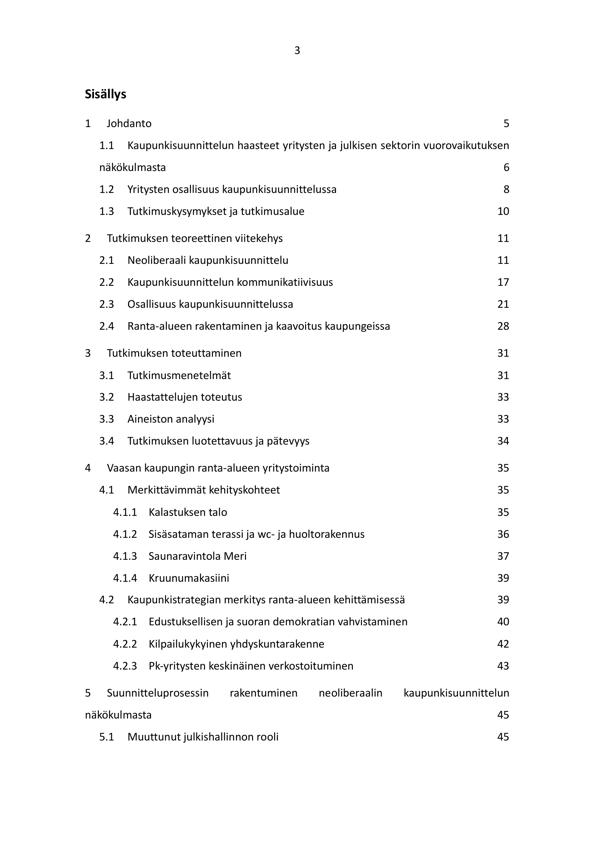 3
Sisällys
1 Johdanto 5
1.1 Kaupunkisuunnittelun haasteet yritysten ja julkisen sektorin vuorovaikutuksen
näkökulmasta 6
1.2 Yritysten osallisuus kaupunkisuunnittelussa 8
1.3 Tutkimuskysymykset ja tutkimusalue 10
2 Tutkimuksen teoreettinen viitekehys 11
2.1 Neoliberaali kaupunkisuunnittelu 11
2.2 Kaupunkisuunnittelun kommunikatiivisuus 17
2.3 Osallisuus kaupunkisuunnittelussa 21
2.4 Ranta-alueen rakentaminen ja kaavoitus kaupungeissa 28
3 Tutkimuksen toteuttaminen 31
3.1 Tutkimusmenetelmät 31
3.2 Haastattelujen toteutus 33
3.3 Aineiston analyysi 33
3.4 Tutkimuksen luotettavuus ja pätevyys 34
4 Vaasan kaupungin ranta-alueen yritystoiminta 35
4.1 Merkittävimmät kehityskohteet 35
4.1.1 Kalastuksen talo 35
4.1.2 Sisäsataman terassi ja wc- ja huoltorakennus 36
4.1.3 Saunaravintola Meri 37
4.1.4 Kruunumakasiini 39
4.2 Kaupunkistrategian merkitys ranta-alueen kehittämisessä 39
4.2.1 Edustuksellisen ja suoran demokratian vahvistaminen 40
4.2.2 Kilpailukykyinen yhdyskuntarakenne 42
4.2.3 Pk-yritysten keskinäinen verkostoituminen 43
5 Suunnitteluprosessin rakentuminen neoliberaalin kaupunkisuunnittelun
näkökulmasta 45
5.1 Muuttunut julkishallinnon rooli 45